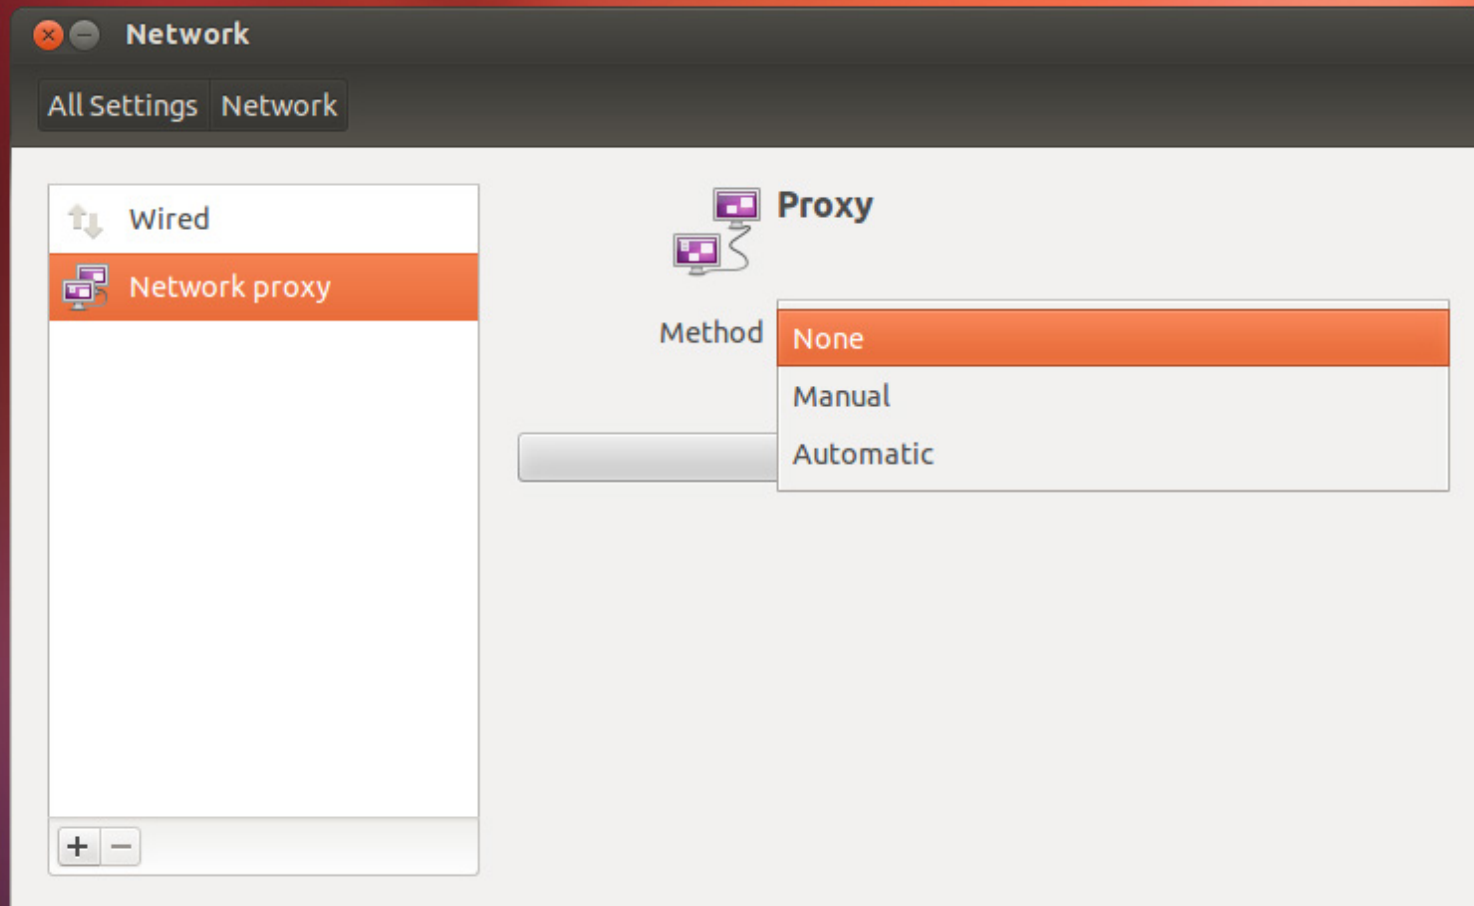 Network
All Settings Network
Wired
Network proxy
Proxy
Method
None
Manual
Automatic